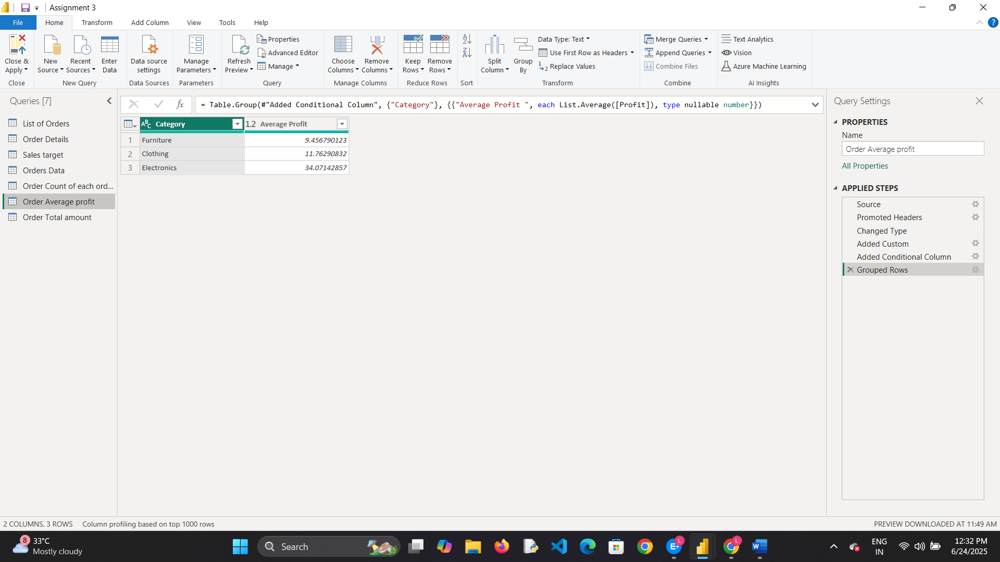 Assignment 3
File Home Transform Add Column View Tools Help
Close & Apply
Close
New Source
Recent Sources
Enter Data
New Query
Data source settings
Data Sources
Manage Parameters
Parameters
Refresh Preview
Properties
Advanced Editor
Manage
Query
Choose Columns
Remove Columns
Manage Columns
Keep Rows
Remove Rows
Reduce Rows
Sort
Split Column
Group By
Data Type: Text
Use First Row as Headers
Replace Values
Transform
Merge Queries
Append Queries
Combine Files
Combine
Text Analytics
Vision
Azure Machine Learning
AI Insights
Queries [7]
List of Orders
Order Details
Sales target
Orders Data
Order Count of each ord...
Order Average profit
Order Total amount
fx
= Table.Group(#"Added Conditional Column", {"Category"}, {{"Average Profit ", each List.Average([Profit]), type nullable number}})
ABC Category 1.2 Average Profit
1 Furniture 9.456790123
2 Clothing 11.76290832
3 Electronics 34.07142857
Query Settings
PROPERTIES
Name
Order Average profit
All Properties
APPLIED STEPS
Source
Promoted Headers
Changed Type
Added Custom
Added Conditional Column
Grouped Rows
2 COLUMNS, 3 ROWS Column profiling based on top 1000 rows
PREVIEW DOWNLOADED AT 11:49 AM
8
33°C
Mostly cloudy
Search
ENG
IN
12:32 PM
6/24/2025